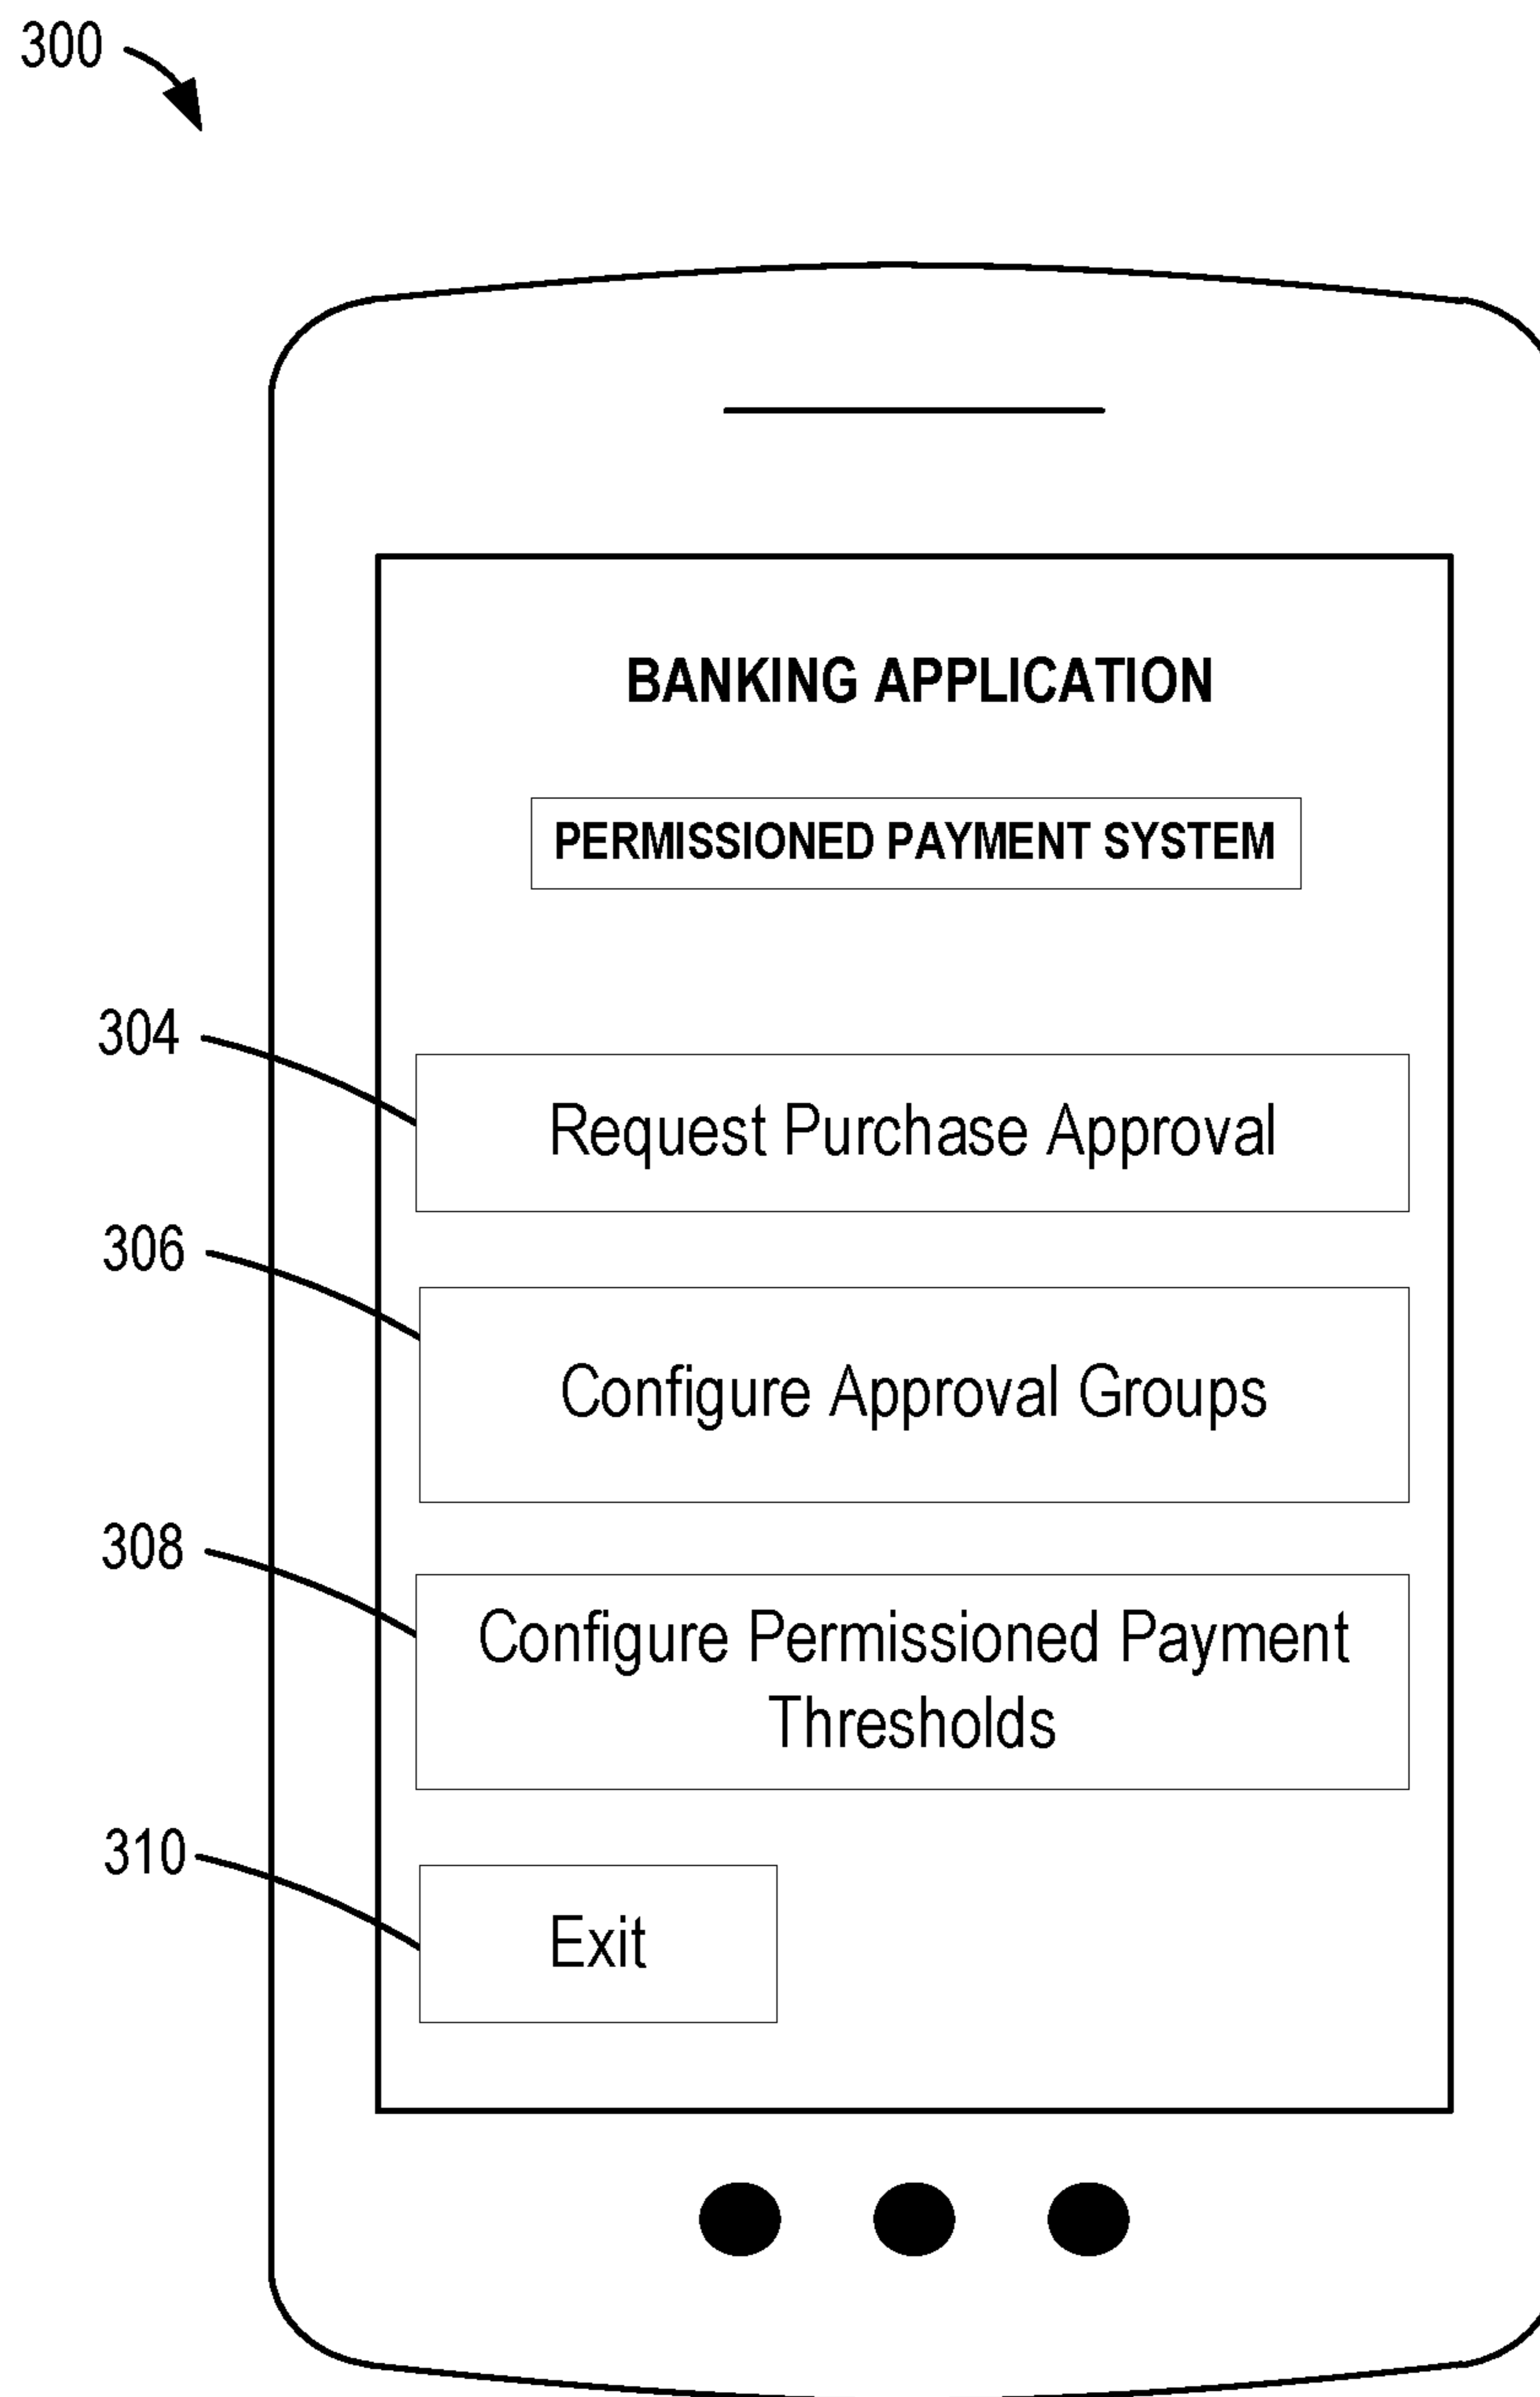 300
BANKING APPLICATION
PERMISSIONED PAYMENT SYSTEM
304
Request Purchase Approval
306
Configure Approval Groups
308
Configure Permissioned Payment
Thresholds
310
Exit